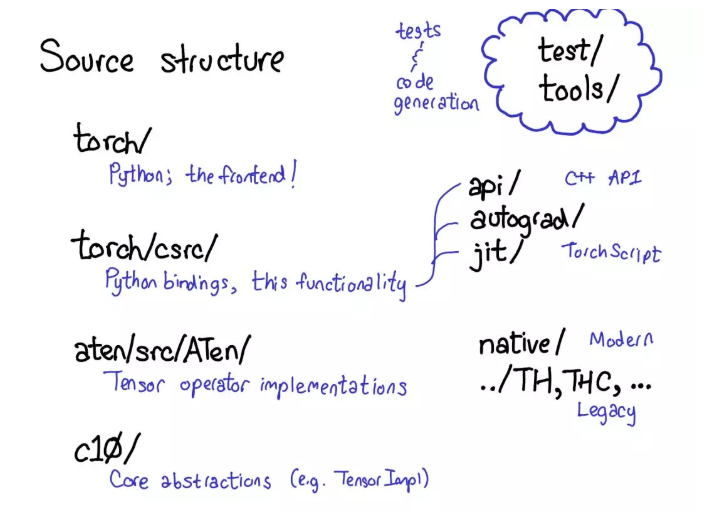 Source structure
tests
&
code
generation
test/
tools/
torch/
Python; the frontend!
torch/csrc/
Python bindings, this functionality
api/ C++ API
autograd/
jit/ TorchScript
aten/src/ATen/
Tensor operator implementations
native/ Modern
../TH, THC, ...
Legacy
c10/
Core abstractions (e.g. TensorImpl)